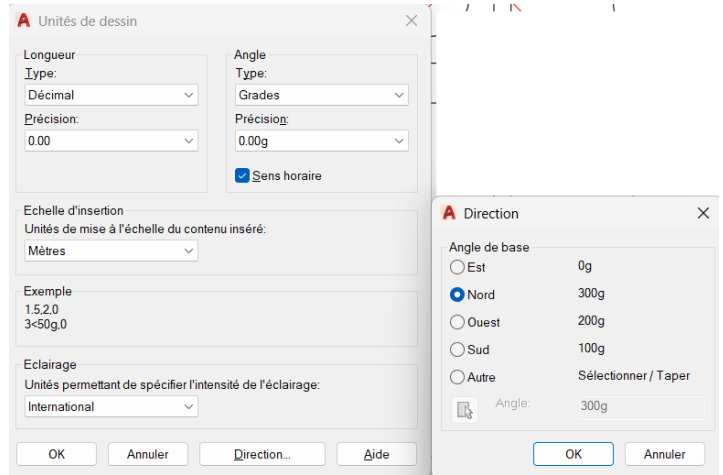 Unités de dessin
Longueur
Type:
Décimal
Précision:
0.00
Angle
Type:
Grades
Précision:
0.00g
Sens horaire
Echelle d'insertion
Unités de mise à l'échelle du contenu inséré:
Mètres
Exemple
1.5,2,0
3<50g,0
Eclairage
Unités permettant de spécifier l'intensité de l'éclairage:
International
OK Annuler Direction... Aide
Direction
Angle de base
Est 0g
Nord 300g
Ouest 200g
Sud 100g
Autre Sélectionner / Taper
Angle: 300g
OK Annuler